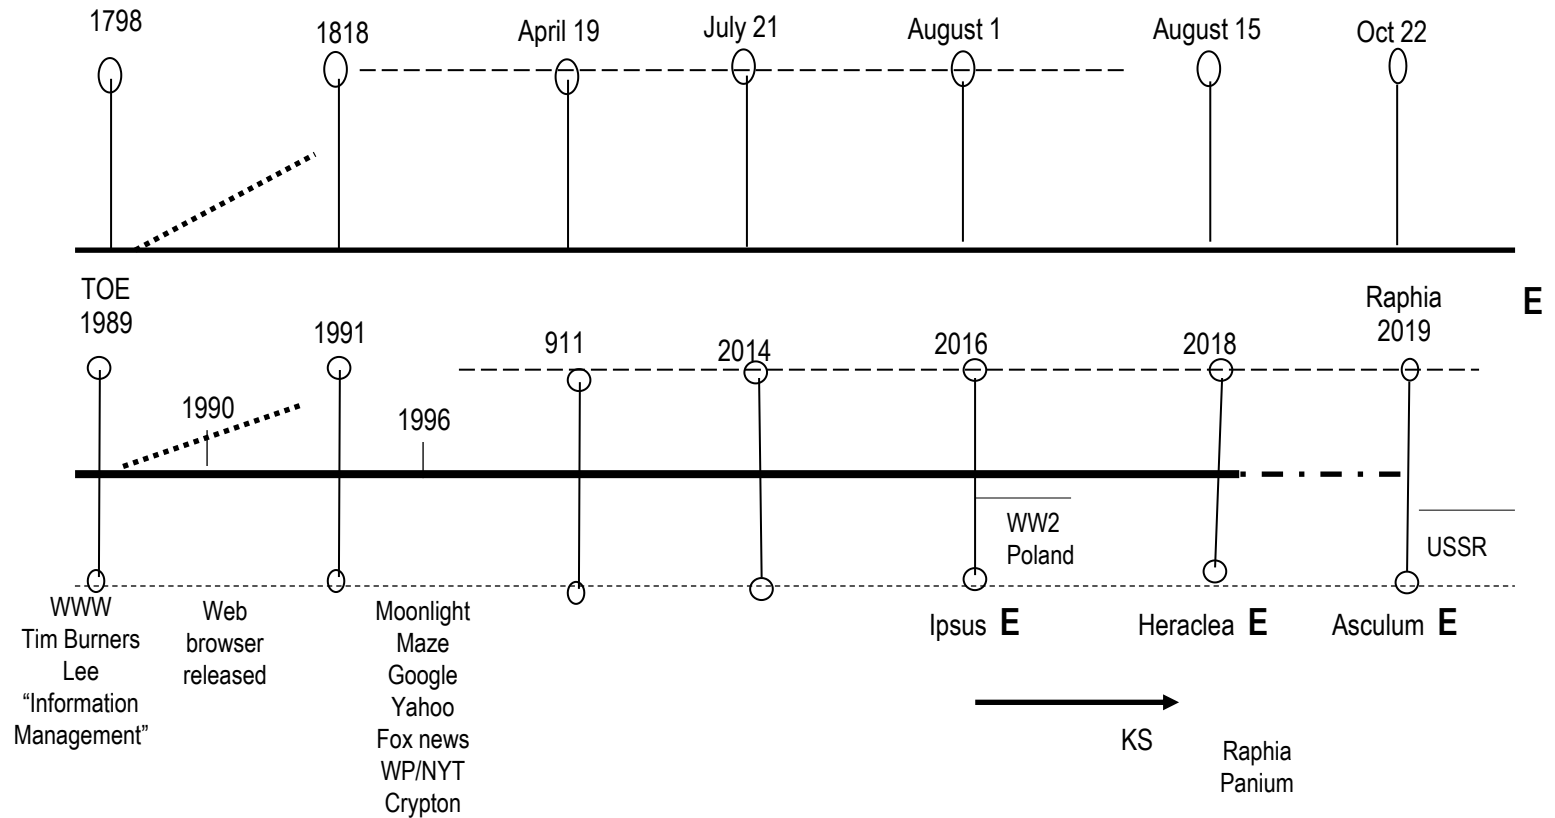 1798
1818
April 19
July 21
August 1
August 15
Oct 22
TOE
1989
1990
1991
1996
911
2014
2016
2018
Raphia
2019
E
WW2
Poland
USSR
WWW
Tim Burners
Lee
“Information
Management”
Web
browser
released
Moonlight
Maze
Google
Yahoo
Fox news
WP/NYT
Crypton
Ipsus E
Heraclea E
Asculum E
KS
Raphia
Panium